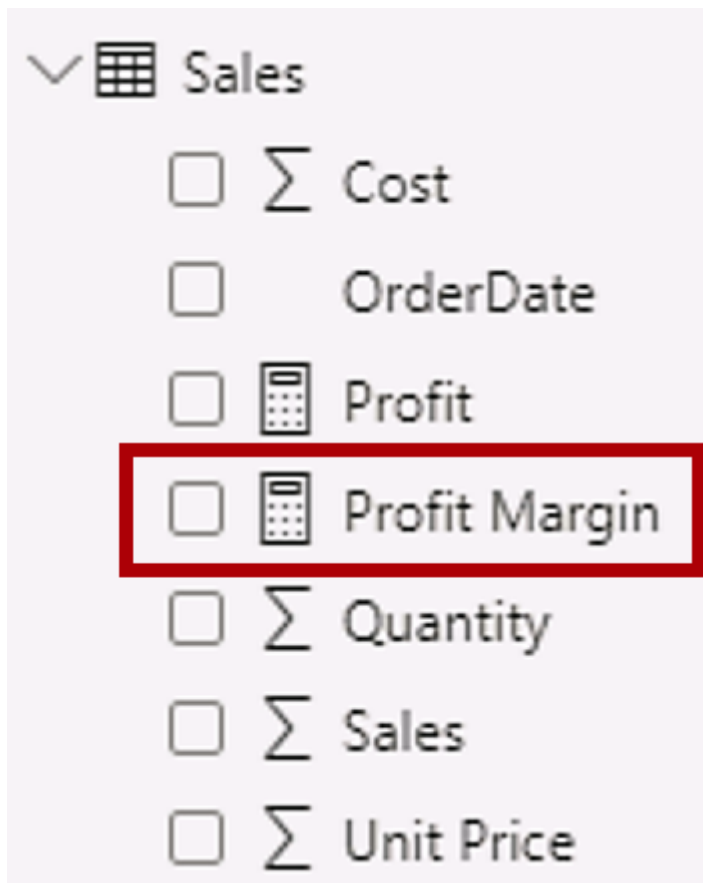 Sales
Cost
OrderDate
Profit
Profit Margin
Quantity
Sales
Unit Price